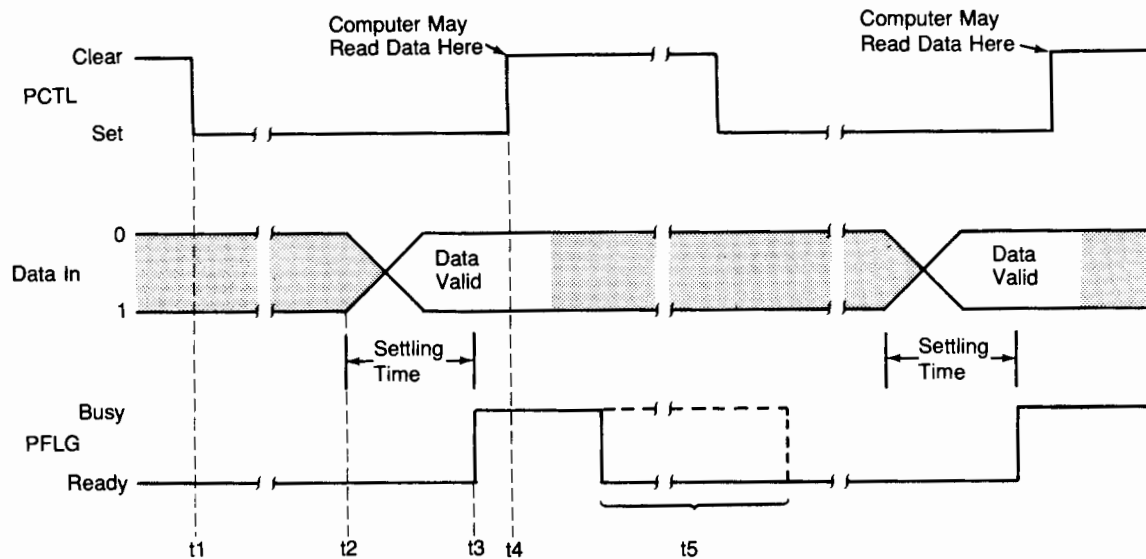 Computer May
Read Data Here
Computer May
Read Data Here
Clear
PCTL
Set
0
Data In
1
Data
Valid
Data
Valid
Settling
Time
Settling
Time
Busy
PFLG
Ready
t1
t2
t3
t4
t5